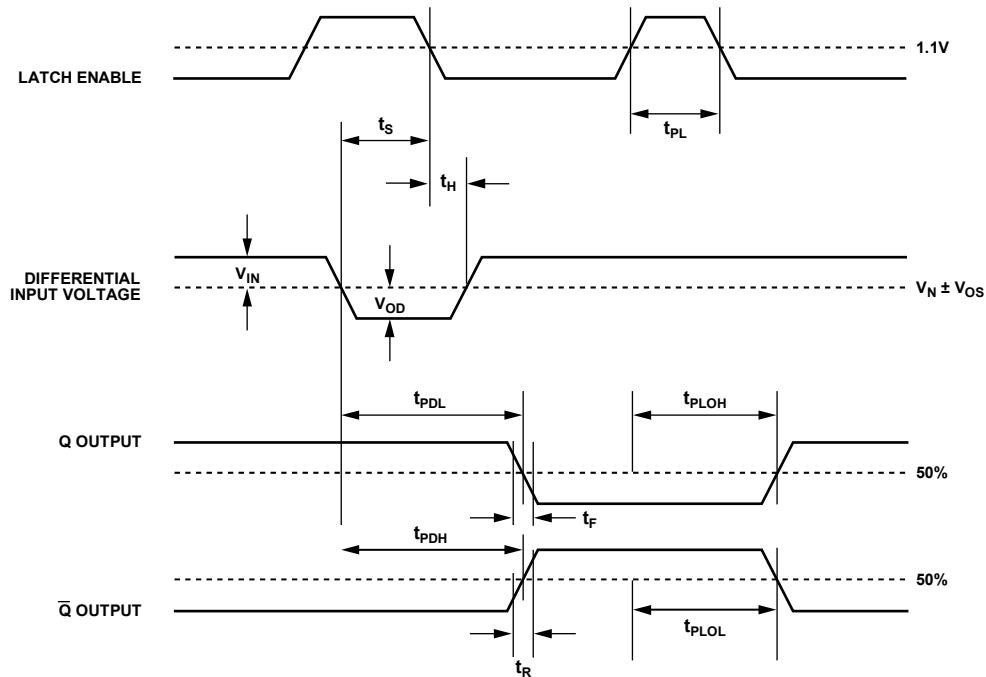 1.1V
LATCH ENABLE
tS
tPL
tH
VIN
DIFFERENTIAL
INPUT VOLTAGE
VN ± VOS
VOD
tPDL
tPLOH
Q OUTPUT
50%
tF
tPDH
50%
Q̅ OUTPUT
tPLOL
tR